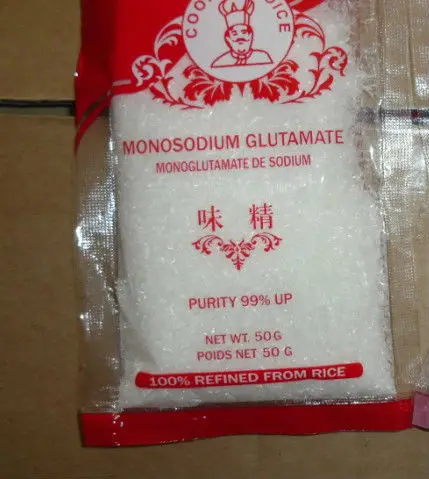 MONOSODIUM GLUTAMATE
MONOGLUTAMATE DE SODIUM
味 精
PURITY 99% UP
NET WT. 50G
POIDS NET 50 G
100% REFINED FROM RICE